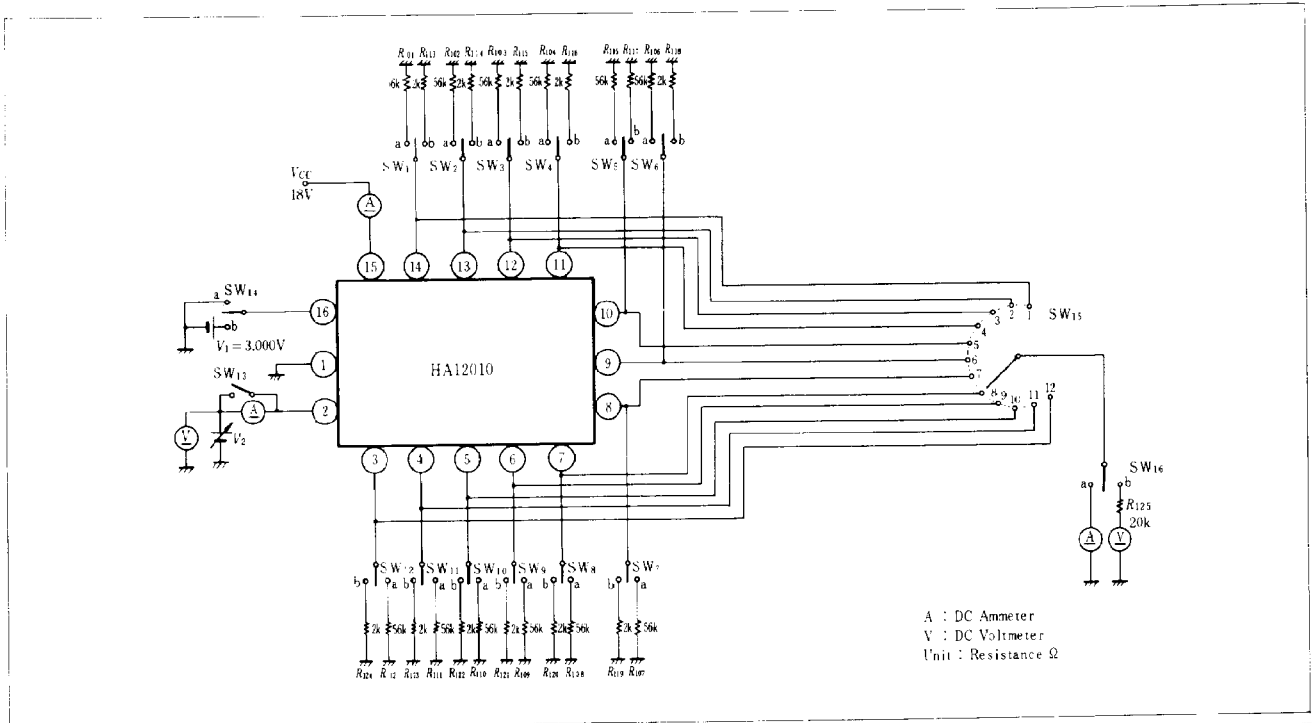 R101 R113 R102 R114 R103 R115 R104 R116 R105 R117 R106 R118
56k 2k 56k 2k 56k 2k 56k 2k 56k 56k 2k
a b a b a b a b a b a b
SW1 SW2 SW3 SW4 SW5 SW6
VCC
18V
A
15 14 13 12 11
a SW14
b
16
V1=3.000V
1
SW13
A
2
V
V2
HA12010
10
9
8
3 4 5 6 7
1
2
3
4
5
6
7
8
9
10
11
12
SW15
SW16
a b
R125
20k
A V
SW12 SW11 SW10 SW9 SW8 SW7
b a b a b a b a b a b a
2k 56k 2k 56k 2k 56k 2k 56k 2k 56k 2k 56k
R124 R112 R123 R111 R122 R110 R121 R109 R120 R108 R119 R107
A : DC Ammeter
V : DC Voltmeter
Unit : Resistance Ω